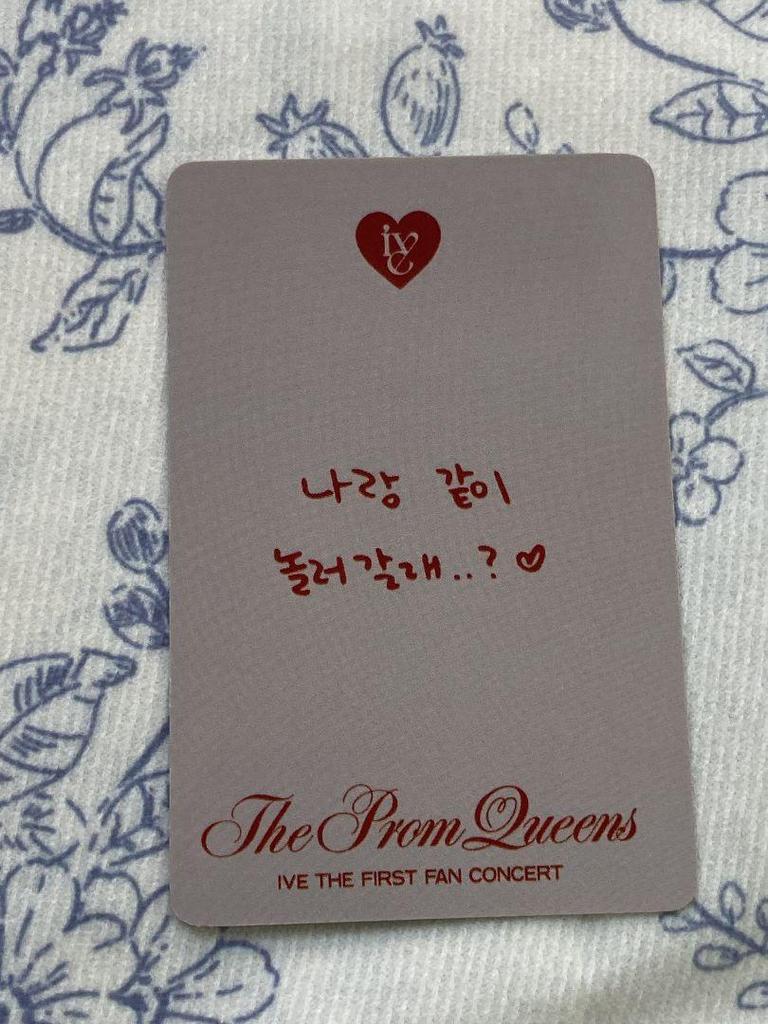 ive
나랑 같이
놀러갈래..? ♡
The Prom Queens
IVE THE FIRST FAN CONCERT